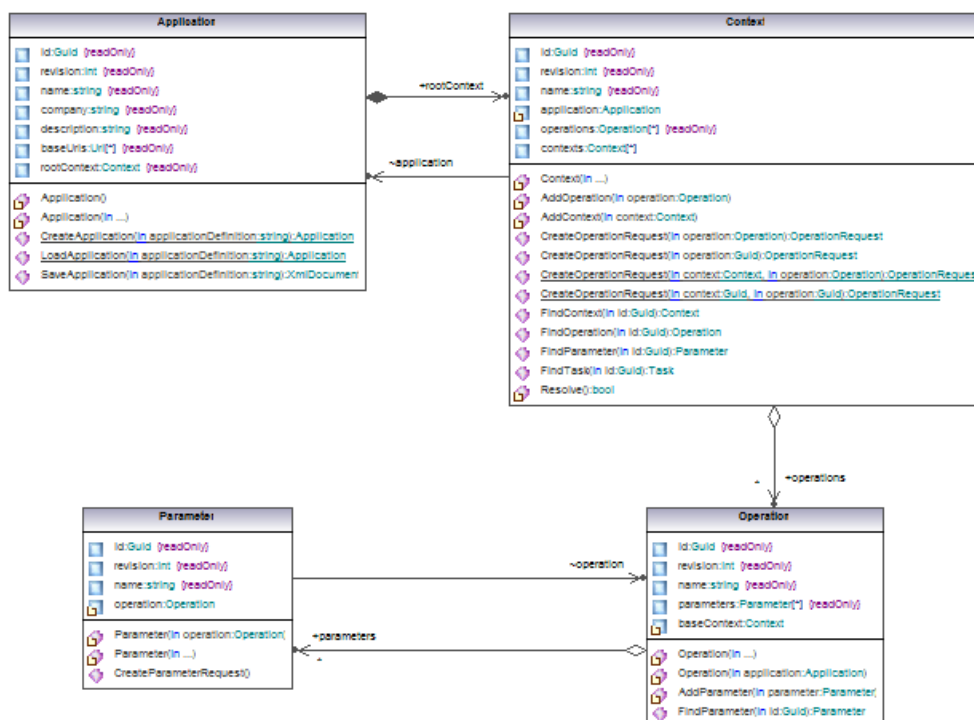 Application
id:Guid {readOnly}
revision:int {readOnly}
name:string {readOnly}
company:string {readOnly}
description:string {readOnly}
baseUris:Uri[*] {readOnly}
rootContext:Context {readOnly}
Application()
Application(in ...)
CreateApplication(in applicationDefinition:string):Application
LoadApplication(in applicationDefinition:string):Application
SaveApplication(in applicationDefinition:string):XmlDocument
+rootContext
~application
Context
id:Guid {readOnly}
revision:int {readOnly}
name:string {readOnly}
application:Application
operations:Operation[*] {readOnly}
contexts:Context[*]
Context(in ...)
AddOperation(in operation:Operation)
AddContext(in context:Context)
CreateOperationRequest(in operation:Operation):OperationRequest
CreateOperationRequest(in operation:Guid):OperationRequest
CreateOperationRequest(in context:Context, in operation:Operation):OperationReques
CreateOperationRequest(in context:Guid, in operation:Guid):OperationRequest
FindContext(in id:Guid):Context
FindOperation(in id:Guid):Operation
FindParameter(in id:Guid):Parameter
FindTask(in id:Guid):Task
Resolve():bool
* +operations
Parameter
id:Guid {readOnly}
revision:int {readOnly}
name:string {readOnly}
operation:Operation
Parameter(in operation:Operation(
Parameter(in ...)
CreateParameterRequest()
~operation
+parameters
*
Operation
id:Guid {readOnly}
revision:int {readOnly}
name:string {readOnly}
parameters:Parameter[*] {readOnly}
baseContext:Context
Operation(in ...)
Operation(in application:Application)
AddParameter(in parameter:Parameter(
FindParameter(in id:Guid):Parameter